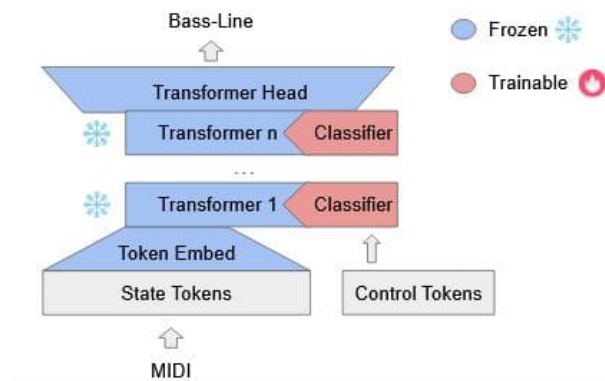 Bass-Line
Frozen
Trainable
Transformer Head
Transformer n
Classifier
...
Transformer 1
Classifier
Token Embed
State Tokens
Control Tokens
MIDI